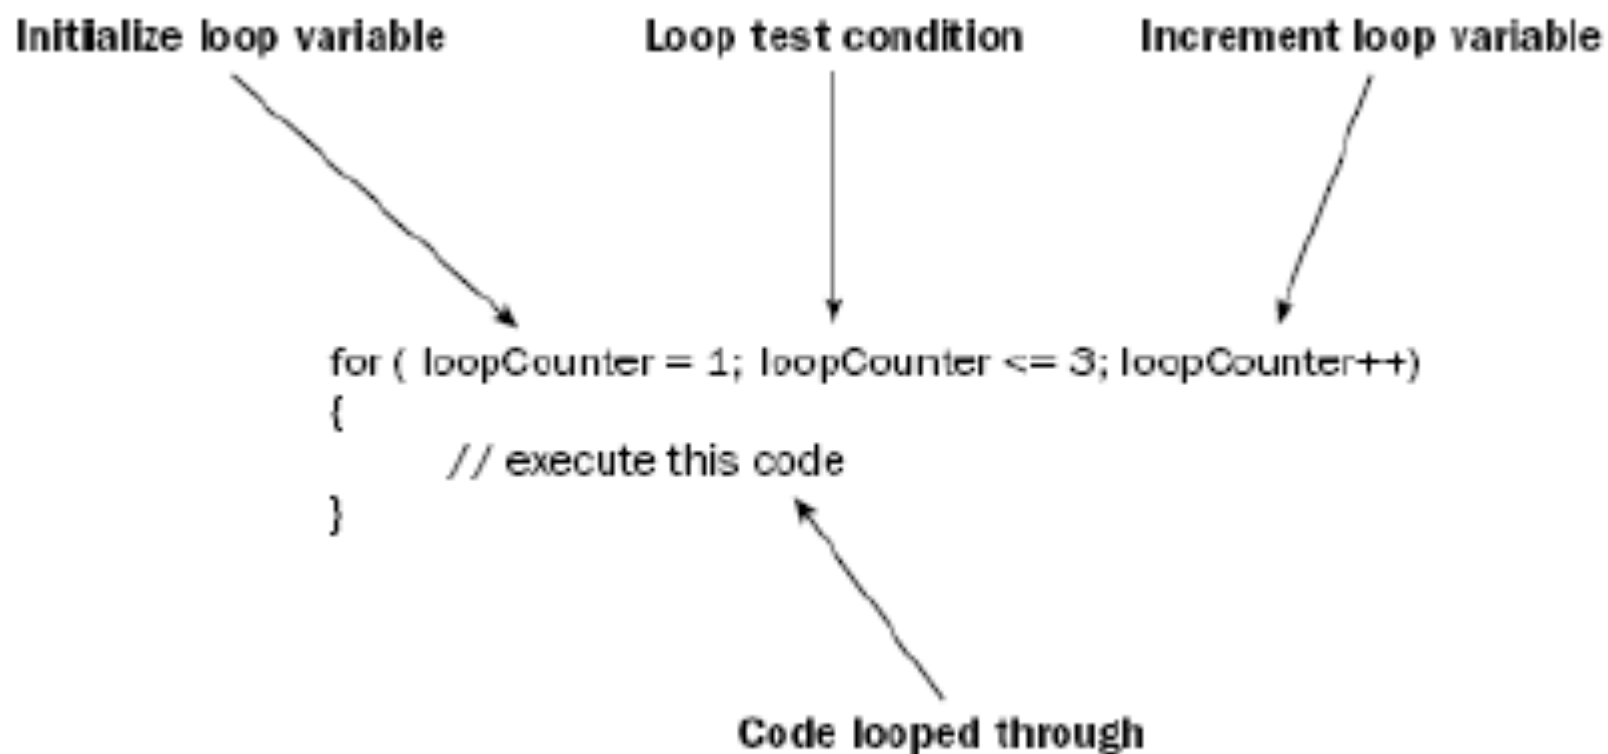 Initialize loop variable
Loop test condition
Increment loop variable
for ( loopCounter = 1; loopCounter <= 3; loopCounter++)
{
// execute this code
}
Code looped through